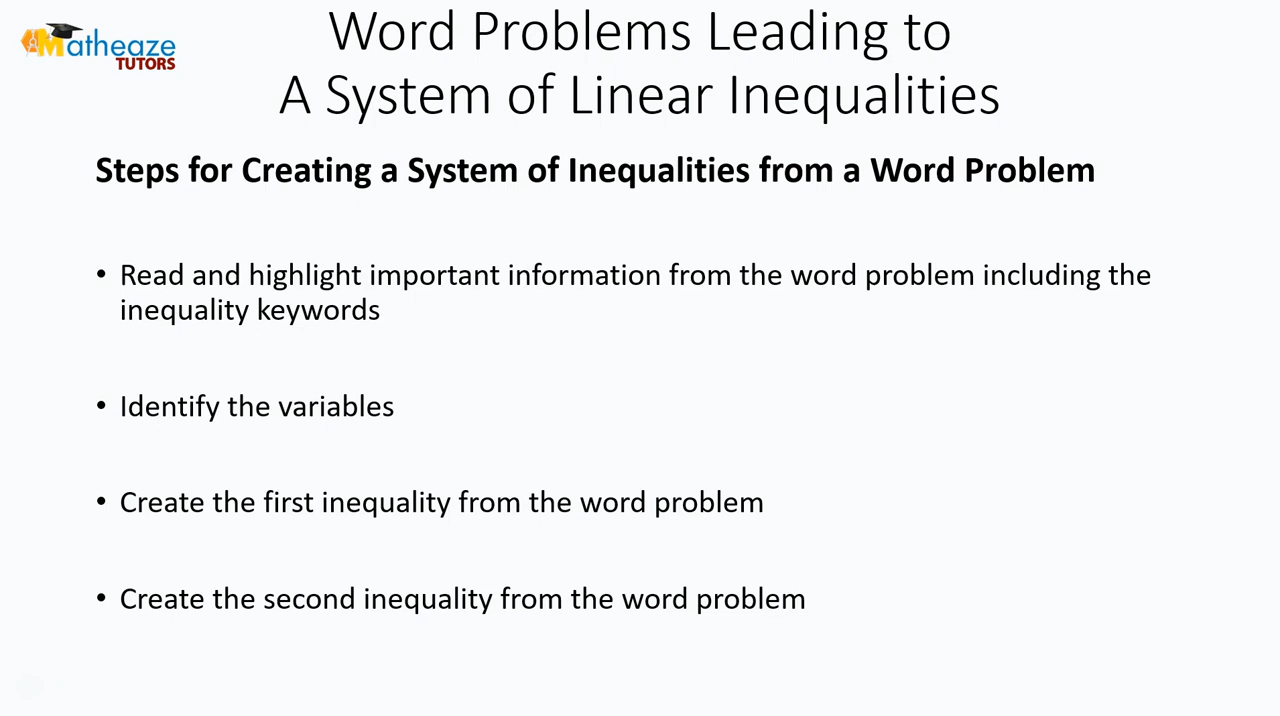 Matheaze
TUTORS
Word Problems Leading to
A System of Linear Inequalities
Steps for Creating a System of Inequalities from a Word Problem
• Read and highlight important information from the word problem including the
inequality keywords
• Identify the variables
• Create the first inequality from the word problem
• Create the second inequality from the word problem